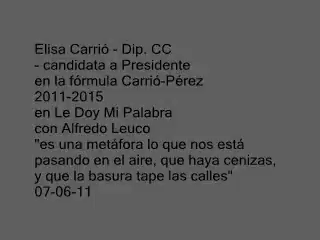 Elisa Carrió - Dip. CC
- candidata a Presidente
en la fórmula Carrió-Pérez
2011-2015
en Le Doy Mi Palabra
con Alfredo Leuco
"es una metáfora lo que nos está
pasando en el aire, que haya cenizas,
y que la basura tape las calles"
07-06-11